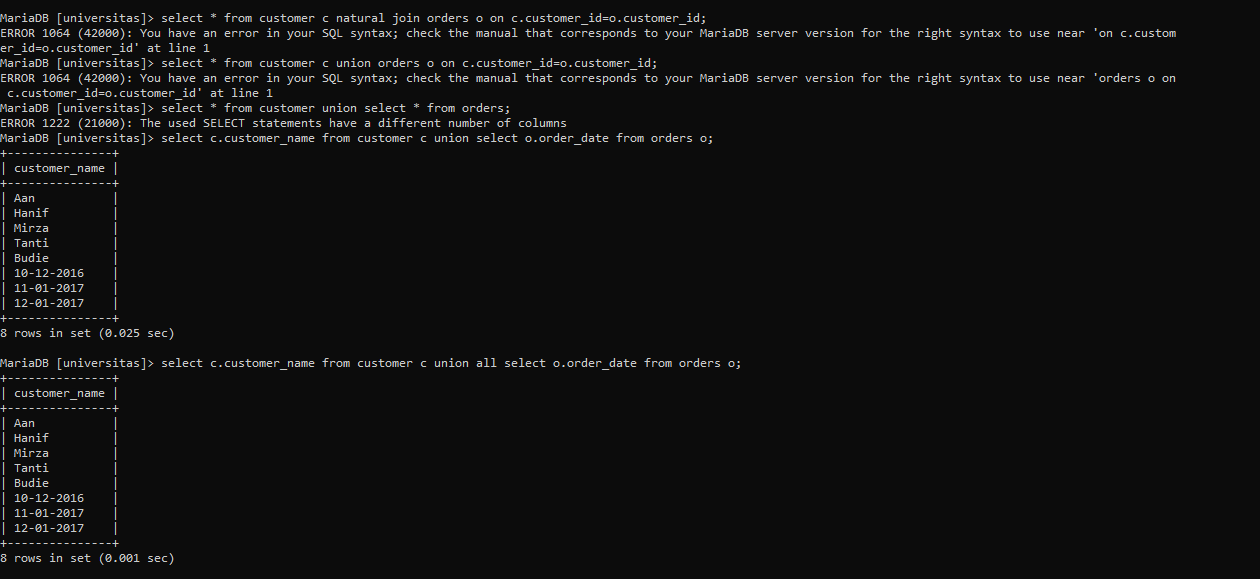 MariaDB [universitas]> select * from customer c natural join orders o on c.customer_id=o.customer_id;
ERROR 1064 (42000): You have an error in your SQL syntax; check the manual that corresponds to your MariaDB server version for the right syntax to use near 'on c.custom
er_id=o.customer_id' at line 1
MariaDB [universitas]> select * from customer c union orders o on c.customer_id=o.customer_id;
ERROR 1064 (42000): You have an error in your SQL syntax; check the manual that corresponds to your MariaDB server version for the right syntax to use near 'orders o on
 c.customer_id=o.customer_id' at line 1
MariaDB [universitas]> select * from customer union select * from orders;
ERROR 1222 (21000): The used SELECT statements have a different number of columns
MariaDB [universitas]> select c.customer_name from customer c union select o.order_date from orders o;
+---------------+
| customer_name |
+---------------+
| Aan           |
| Hanif         |
| Mirza         |
| Tanti         |
| Budie         |
| 10-12-2016    |
| 11-01-2017    |
| 12-01-2017    |
+---------------+
8 rows in set (0.025 sec)

MariaDB [universitas]> select c.customer_name from customer c union all select o.order_date from orders o;
+---------------+
| customer_name |
+---------------+
| Aan           |
| Hanif         |
| Mirza         |
| Tanti         |
| Budie         |
| 10-12-2016    |
| 11-01-2017    |
| 12-01-2017    |
+---------------+
8 rows in set (0.001 sec)